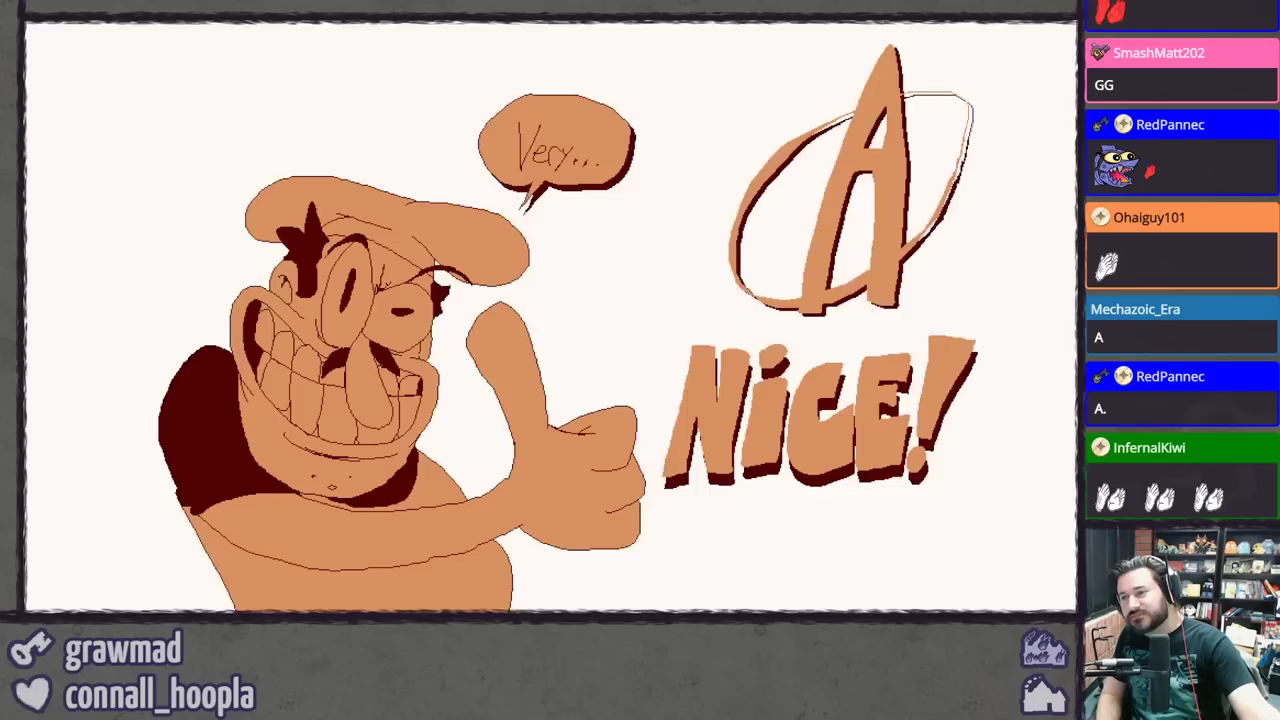 Very...
A
NiCE!
SmashMatt202
GG
RedPannec
Ohaiguy101
Mechazoic_Era
A
RedPannec
A.
InfernalKiwi
grawmad
connall_hoopla